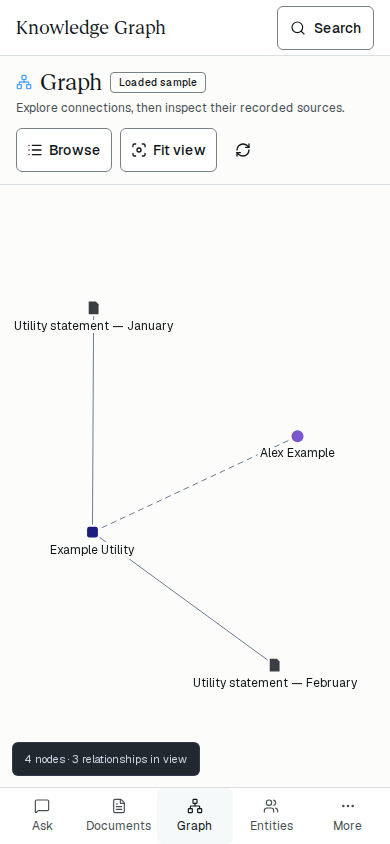 Knowledge Graph
Search
Graph
Loaded sample
Explore connections, then inspect their recorded sources.
Browse
Fit view
Utility statement — January
Alex Example
Example Utility
Utility statement — February
4 nodes · 3 relationships in view
Ask
Documents
Graph
Entities
More